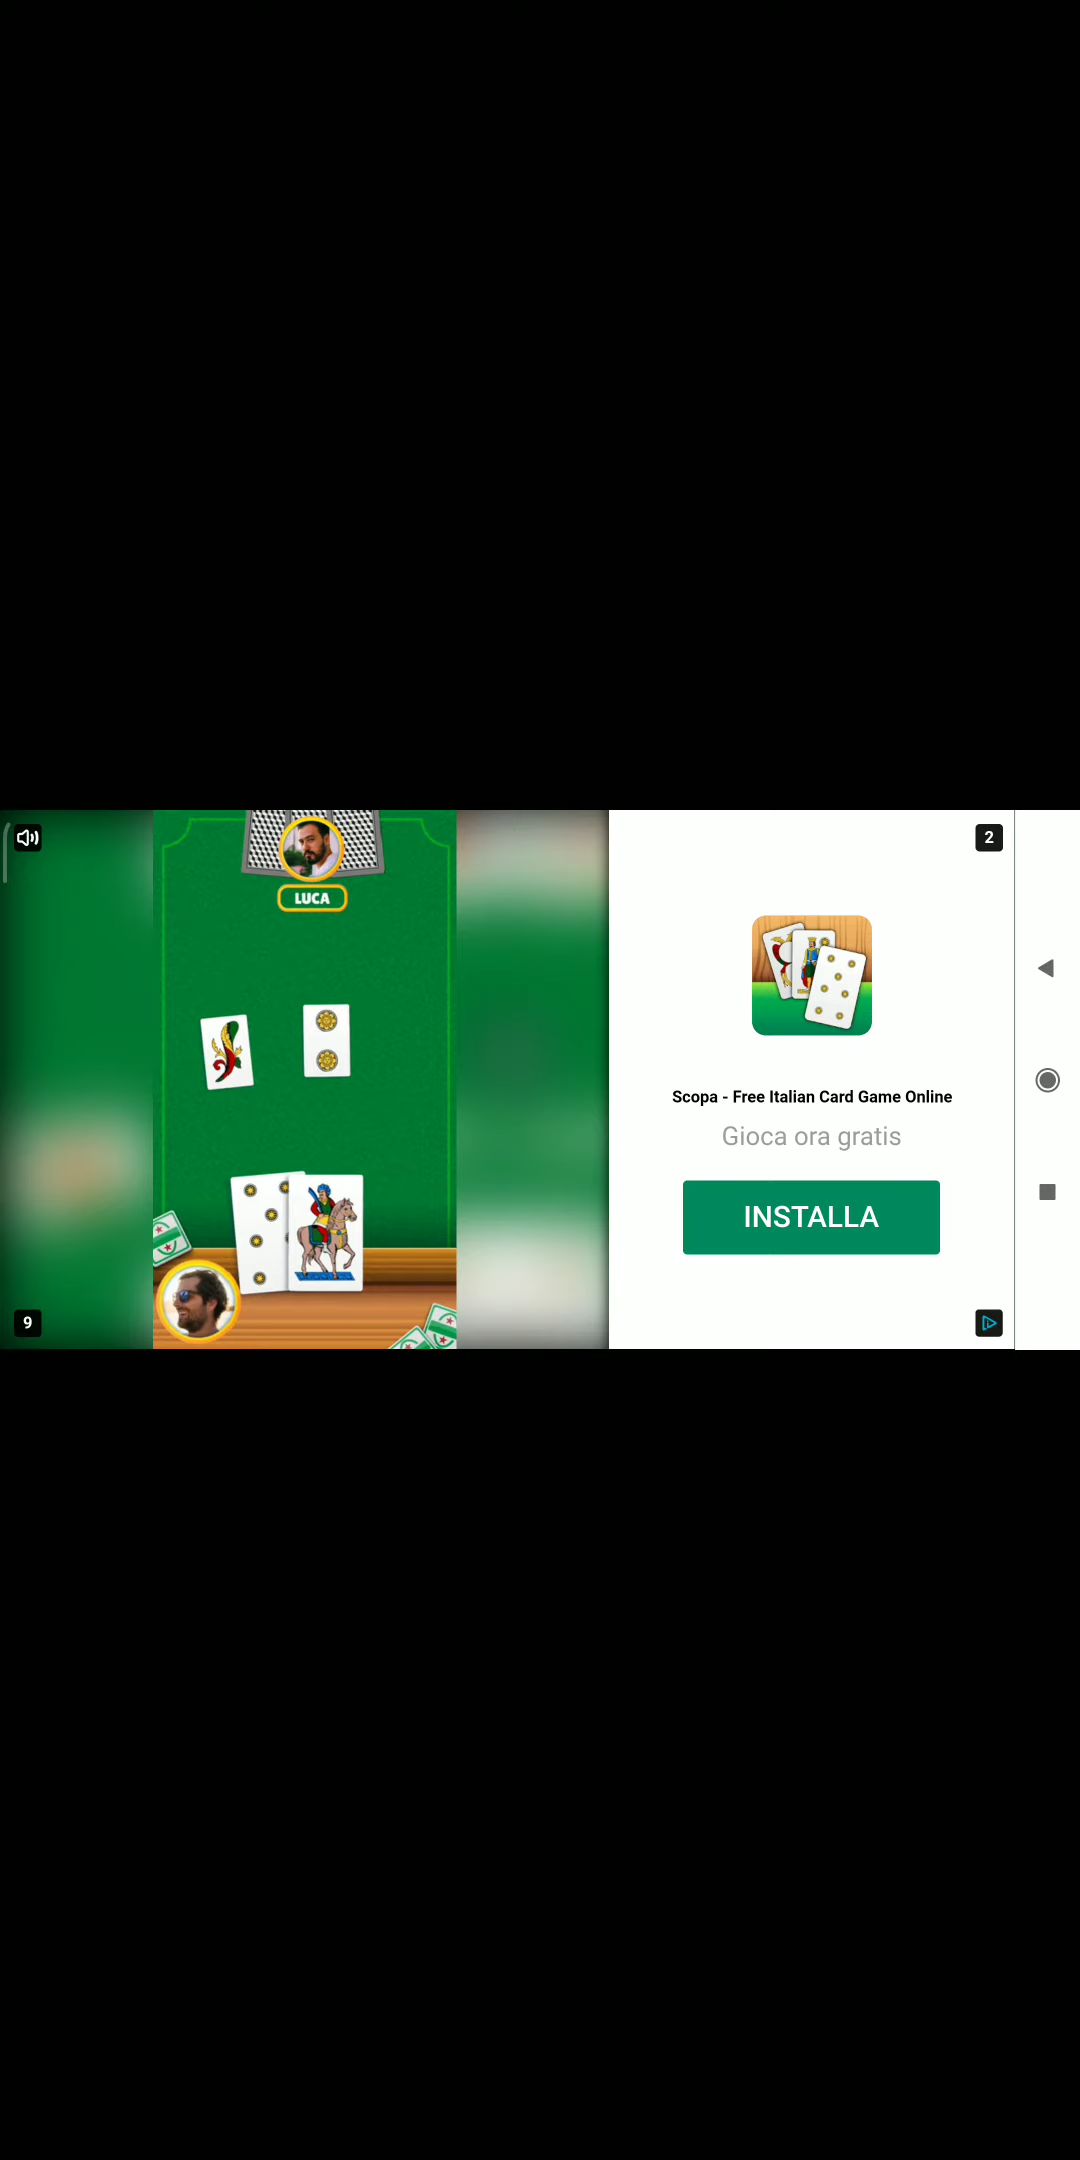 LUCA
9
2
Scopa - Free Italian Card Game Online
Gioca ora gratis
INSTALLA